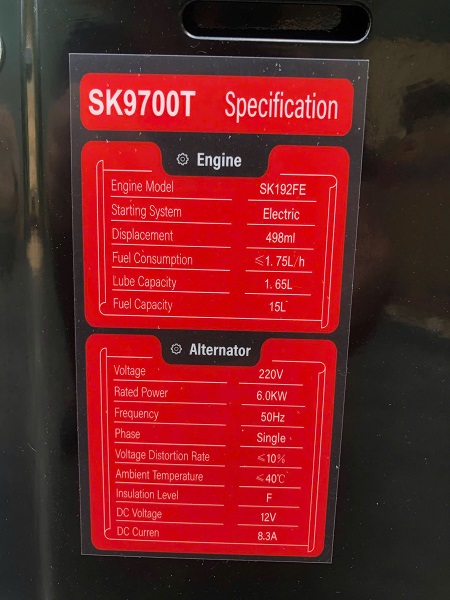 SK9700T Specification
Engine
Engine Model SK192FE
Starting System Electric
Displacement 498ml
Fuel Consumption ≤1.75L/h
Lube Capacity 1.65L
Fuel Capacity 15L
Alternator
Voltage 220V
Rated Power 6.0KW
Frequency 50Hz
Phase Single
Voltage Distortion Rate ≤10%
Ambient Temperature ≤40℃
Insulation Level F
DC Voltage 12V
DC Curren 8.3A